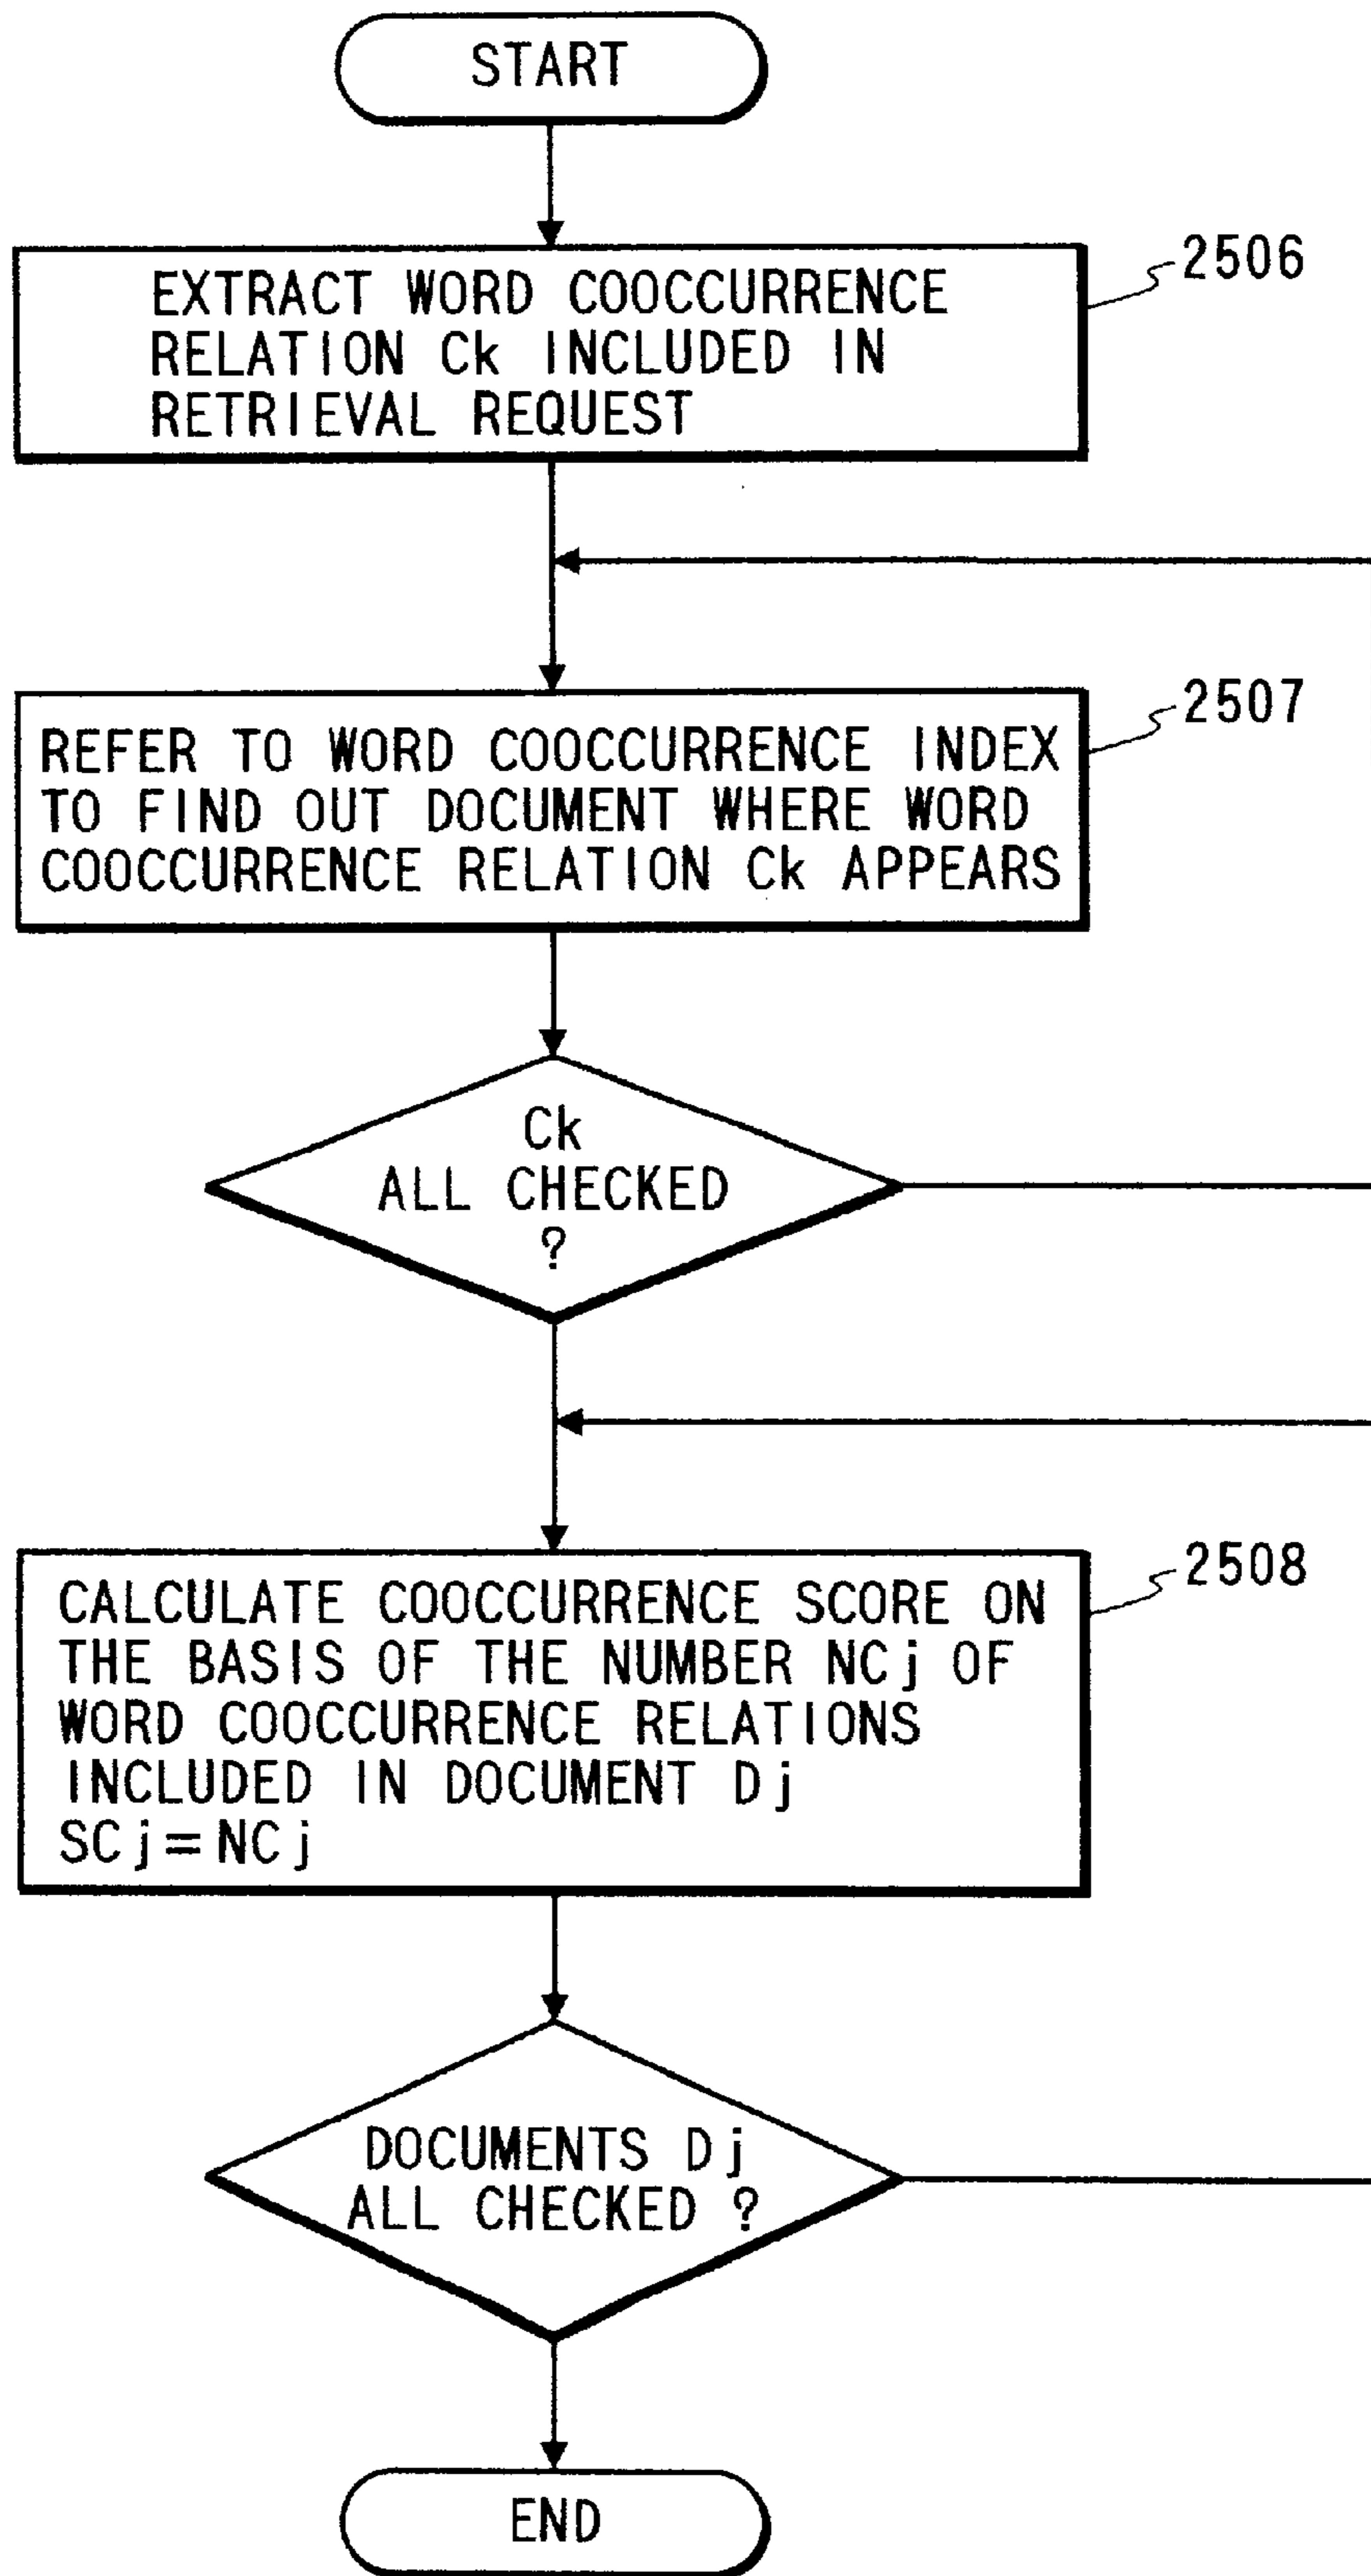 START
2506
EXTRACT WORD COOCCURRENCE
RELATION Ck INCLUDED IN
RETRIEVAL REQUEST
2507
REFER TO WORD COOCCURRENCE INDEX
TO FIND OUT DOCUMENT WHERE WORD
COOCCURRENCE RELATION Ck APPEARS
Ck
ALL CHECKED
?
2508
CALCULATE COOCCURRENCE SCORE ON
THE BASIS OF THE NUMBER NCj OF
WORD COOCCURRENCE RELATIONS
INCLUDED IN DOCUMENT Dj
SCj=NCj
DOCUMENTS Dj
ALL CHECKED ?
END